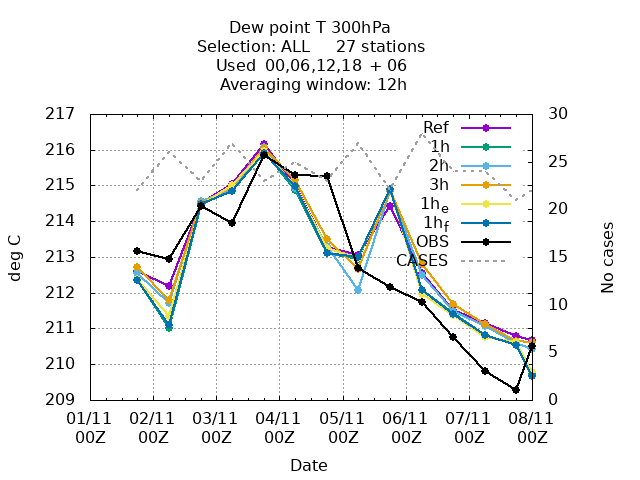 Dew point T 300hPa
Selection: ALL 27 stations
Used 00,06,12,18 + 06
Averaging window: 12h
217
216
215
214
213
212
211
210
209
deg C
30
25
20
15
10
5
0
No cases
Ref
1h
2h
3h
1he
1hf
OBS
CASES
01/11 02/11 03/11 04/11 05/11 06/11 07/11 08/11
00Z 00Z 00Z 00Z 00Z 00Z 00Z 00Z
Date